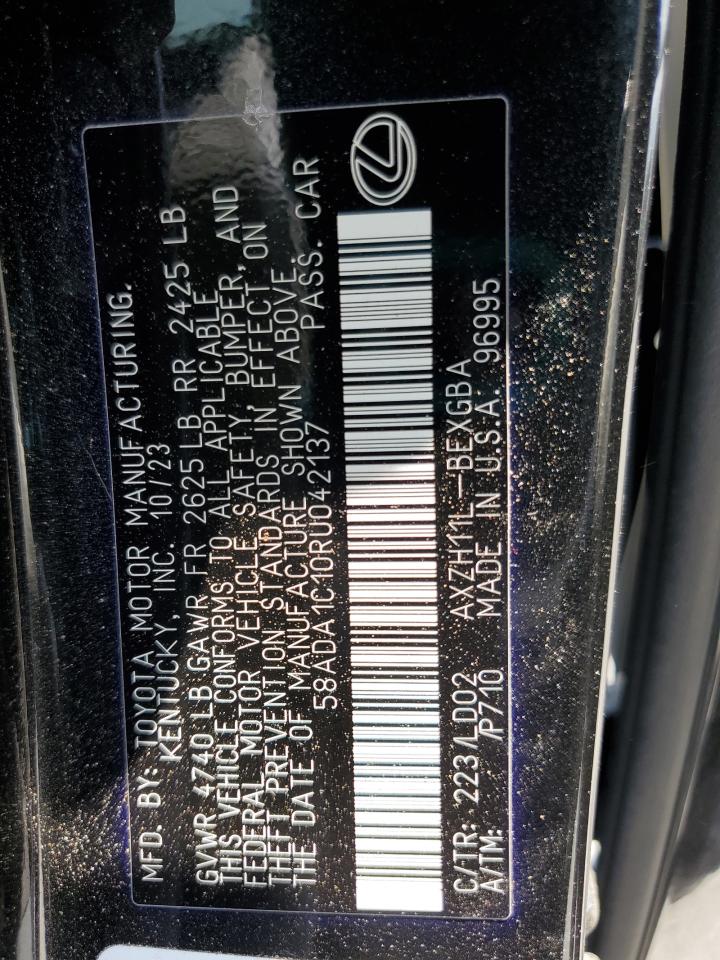 MFD. BY: TOYOTA MOTOR MANUFACTURING.
KENTUCKY, INC. 10/23
GVWR 4740 LB GAWR FR 2625 LB RR 2425 LB
THIS VEHICLE CONFORMS TO ALL APPLICABLE
FEDERAL MOTOR VEHICLE SAFETY, BUMPER, AND
THEFT PREVENTION STANDARDS IN EFFECT ON
THE DATE OF MANUFACTURE SHOWN ABOVE.
58ADA1C10RU042137 PASS. CAR
C/TR: 223/LD02 AXZH11L-BEXGBA
A/TM: /P710 MADE IN U.S.A. 96995